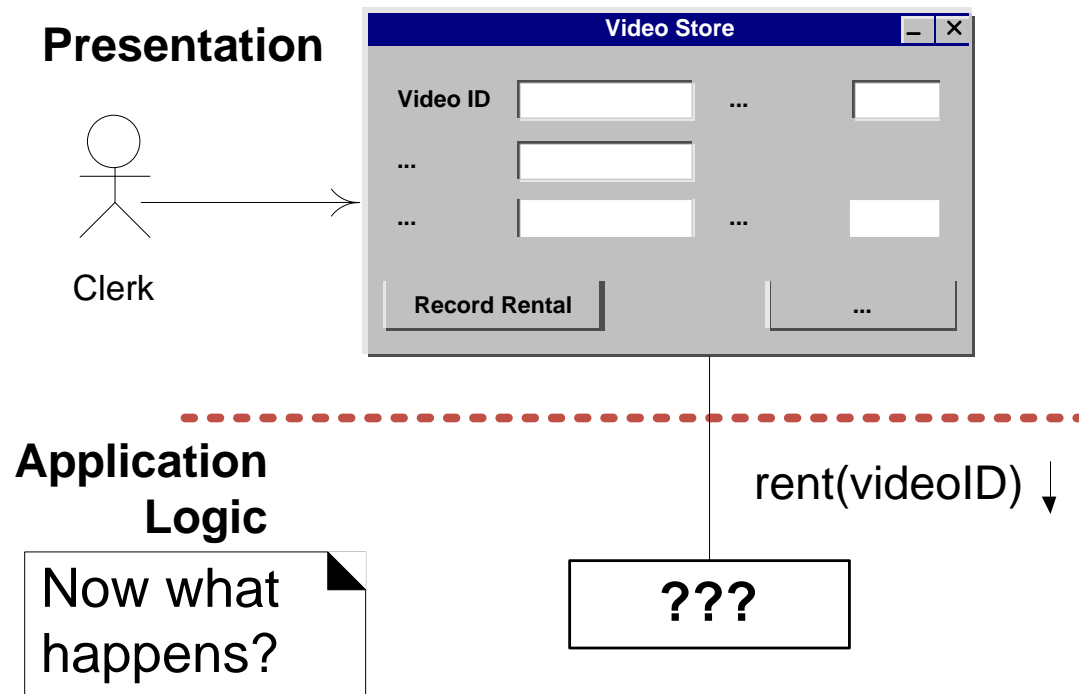 Presentation
Video Store
Video ID
...
...
...
...
Clerk
Record Rental
...
Application
Logic
rent(videoID)
Now what
happens?
???